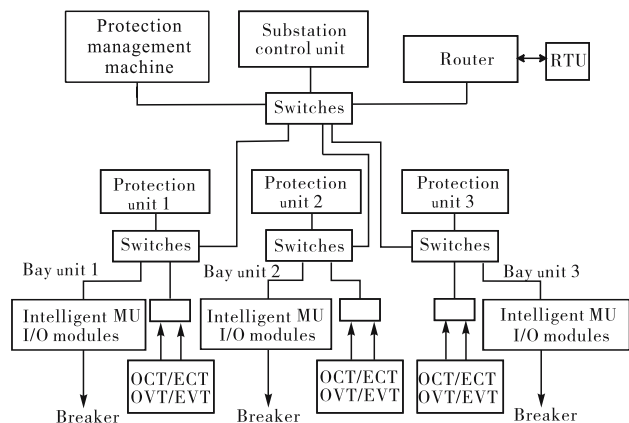 Protection
management
machine
Substation
control unit
Router
RTU
Switches
Protection
unit 1
Protection
unit 2
Protection
unit 3
Switches
Switches
Switches
Bay unit 1
Bay unit 2
Bay unit 3
Intelligent MU
I/O modules
Intelligent MU
I/O modules
Intelligent MU
I/O modules
OCT/ECT
OVT/EVT
OCT/ECT
OVT/EVT
OCT/ECT
OVT/EVT
Breaker
Breaker
Breaker